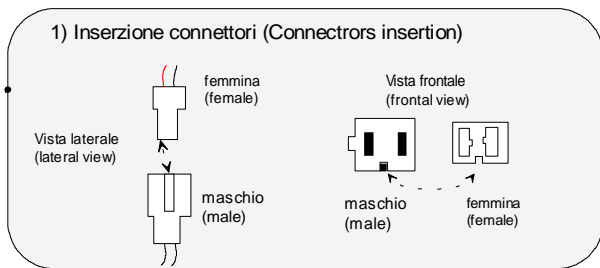 1) Inserzione connettori (Connectrors insertion)
femmina
(female)
Vista laterale
(lateral view)
maschio
(male)
Vista frontale
(frontal view)
maschio
(male)
femmina
(female)